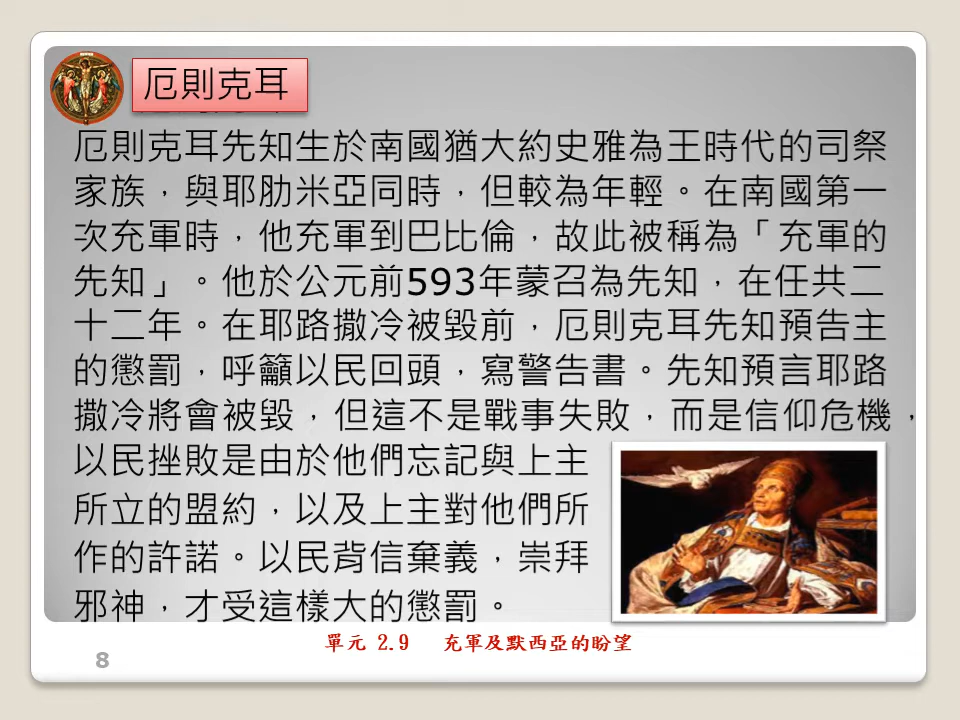 厄則克耳
厄則克耳先知生於南國猶大約史雅為王時代的司祭
家族，與耶肋米亞同時，但較為年輕。在南國第一
次充軍時，他充軍到巴比倫，故此被稱為「充軍的
先知」。他於公元前593年蒙召為先知，在任共二
十二年。在耶路撒冷被毀前，厄則克耳先知預告主
的懲罰，呼籲以民回頭，寫警告書。先知預言耶路
撒冷將會被毀，但這不是戰事失敗，而是信仰危機，
以民挫敗是由於他們忘記與上主
所立的盟約，以及上主對他們所
作的許諾。以民背信棄義，崇拜
邪神，才受這樣大的懲罰。
單元 2.9 充軍及默西亞的盼望
8